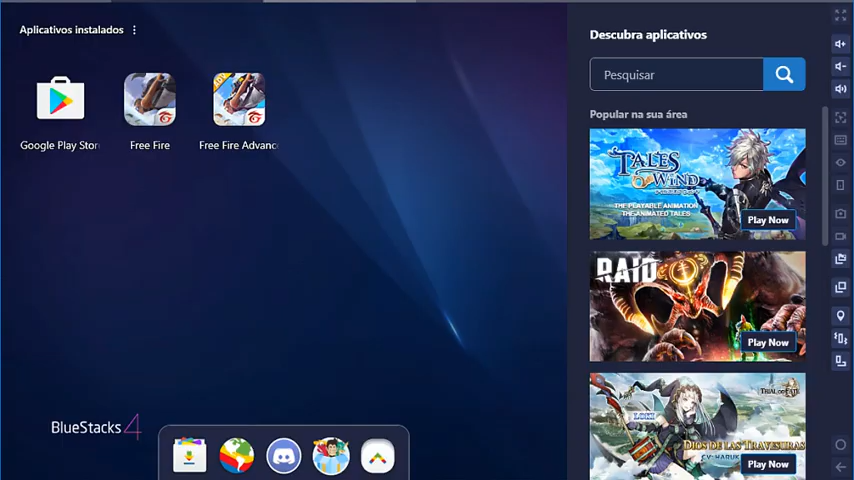 Aplicativos instalados
Google Play Stor
Free Fire
Free Fire Advanc
BlueStacks 4
Descubra aplicativos
Pesquisar
Popular na sua área
TALES
of WIND
THE PLAYABLE ANIMATION
THE ANIMATED TALES
Play Now
RAID
Play Now
TRIAL OF FATE
LOKI
DIOS DE LAS TRAVESURAS
CV: HARUK
Play Now